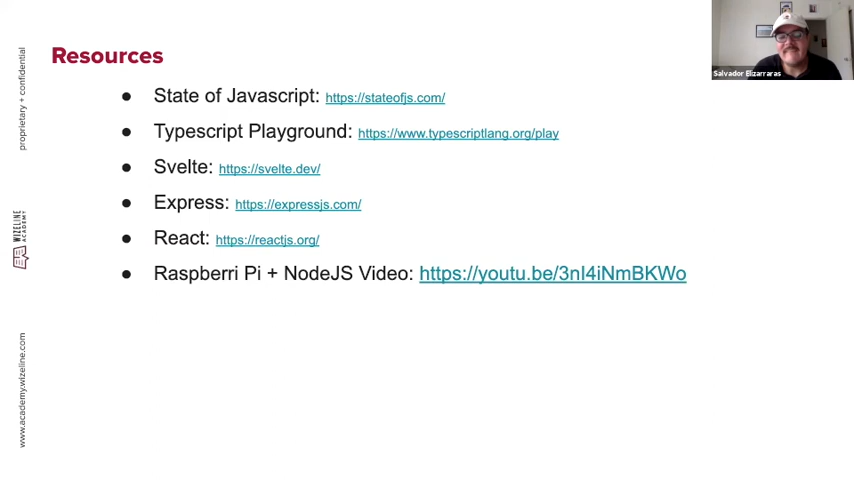 Resources
● State of Javascript: https://stateofjs.com/
● Typescript Playground: https://www.typescriptlang.org/play
● Svelte: https://svelte.dev/
● Express: https://expressjs.com/
● React: https://reactjs.org/
● Raspberri Pi + NodeJS Video: https://youtu.be/3nI4iNmBKWo
proprietary + confidential
WIZELINE
ACADEMY
www.academy.wizeline.com
Salvador Elizarraras